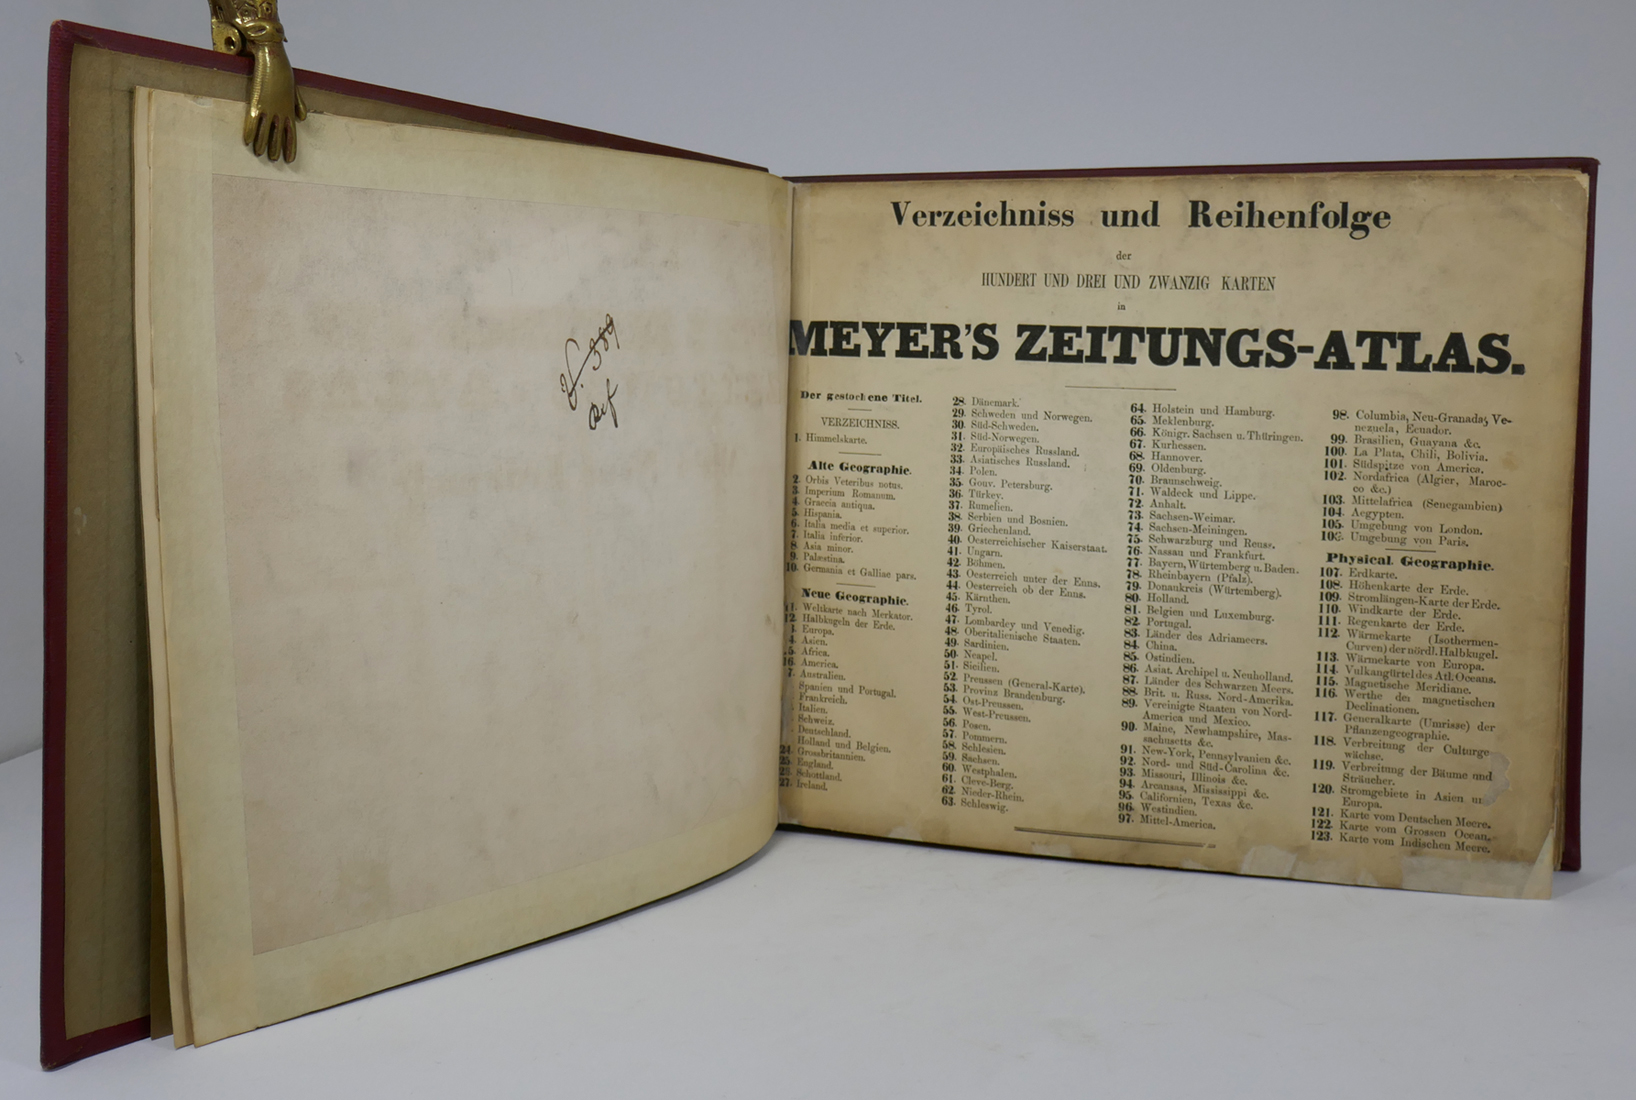 389
Verzeichniss und Reihenfolge
der
HUNDERT UND DREI UND ZWANZIG KARTEN
in
MEYER'S ZEITUNGS-ATLAS.
Der gestochene Titel.
VERZEICHNISS.
1. Himmelskarte.
Alte Geographie.
2. Orbis Veteribus notus.
3. Imperium Romanum.
4. Graecia antiqua.
5. Hispania.
6. Italia media et superior.
7. Italia inferior.
8. Asia minor.
9. Palæstina.
10. Germania et Galliae pars.
Neue Geographie.
11. Weltkarte nach Mercator.
12. Halbkugeln der Erde.
Europa.
4. Asien.
5. Africa.
16. America.
7. Australien.
Spanien und Portugal.
Frankreich.
Italien.
Schweiz.
Deutschland.
Holland und Belgien.
24. Grossbritannien.
25. England.
26. Schottland.
27. Ireland.
28. Dänemark.
29. Schweden und Norwegen.
30. Süd-Schweden.
31. Süd-Norwegen.
32. Europäisches Russland.
33. Asiatisches Russland.
34. Polen.
35. Gouv. Petersburg.
36. Türkey.
37. Rumelien.
38. Serbien und Bosnien.
39. Griechenland.
40. Oesterreichischer Kaiserstaat.
41. Ungarn.
42. Böhmen.
43. Oesterreich unter der Enns.
44. Oesterreich ob der Enns.
45. Kärnthen.
46. Tyrol.
47. Lombardey und Venedig.
48. Oberitalienische Staaten.
49. Sardinien.
50. Neapel.
51. Sicilien.
52. Preussen (General-Karte).
53. Provinz Brandenburg.
54. Ost-Preussen.
55. West-Preussen.
56. Posen.
57. Pommern.
58. Schlesien.
59. Sachsen.
60. Westphalen.
61. Cleve-Berg.
62. Nieder-Rhein.
63. Schleswig.
64. Holstein und Hamburg.
65. Meklenburg.
66. Königr. Sachsen u. Thüringen.
67. Kurhessen.
68. Hannover.
69. Oldenburg.
70. Braunschweig.
71. Waldeck und Lippe.
72. Anhalt.
73. Sachsen-Weimar.
74. Sachsen-Meiningen.
75. Schwarzburg und Reuss.
76. Nassau und Frankfurt.
77. Bayern, Würtemberg u. Baden.
78. Rheinbayern (Pfalz).
79. Donaukreis (Würtemberg).
80. Holland.
81. Belgien und Luxemburg.
82. Portugal.
83. Länder des Adriameers.
84. China.
85. Ostindien.
86. Asiat. Archipel u. Neuholland.
87. Länder des Schwarzen Meers.
88. Brit. u. Russ. Nord-Amerika.
89. Vereinigte Staaten von Nord-
America und Mexico.
90. Maine, Newhampshire, Mas-
sachusetts &c.
91. New-York, Pennsylvanien &c.
92. Nord- und Süd-Carolina &c.
93. Missouri, Illinois &c.
94. Arcansas, Mississippi &c.
95. Californien, Texas &c.
96. Westindien.
97. Mittel-America.
98. Columbia, Neu-Granada, Ve-
nezuela, Ecuador.
99. Brasilien, Guayana &c.
100. La Plata, Chili, Bolivia.
101. Südspitze von America.
102. Nordafrica (Algier, Maroc-
co &c.)
103. Mittelafrica (Senegambien)
104. Aegypten.
105. Umgebung von London.
106. Umgebung von Paris.
Physical. Geographie.
107. Erdkarte.
108. Höhenkarte der Erde.
109. Stromlängen-Karte der Erde.
110. Windkarte der Erde.
111. Regenkarte der Erde.
112. Wärmekarte (Isothermen-
Curven) der nördl. Halbkugel.
113. Wärmekarte von Europa.
114. Vulkangürtel des Atl: Oceans.
115. Magnetische Meridiane.
116. Werthe der magnetischen
Declinationen.
117. Generalkarte (Umrisse) der
Pflanzengeographie.
118. Verbreitung der Culturge-
wächse.
119. Verbreitung der Bäume und
Sträucher.
120. Stromgebiete in Asien un
Europa.
121. Karte vom Deutschen Meere.
122. Karte vom Grossen Ocean.
123. Karte vom Indischen Meere.